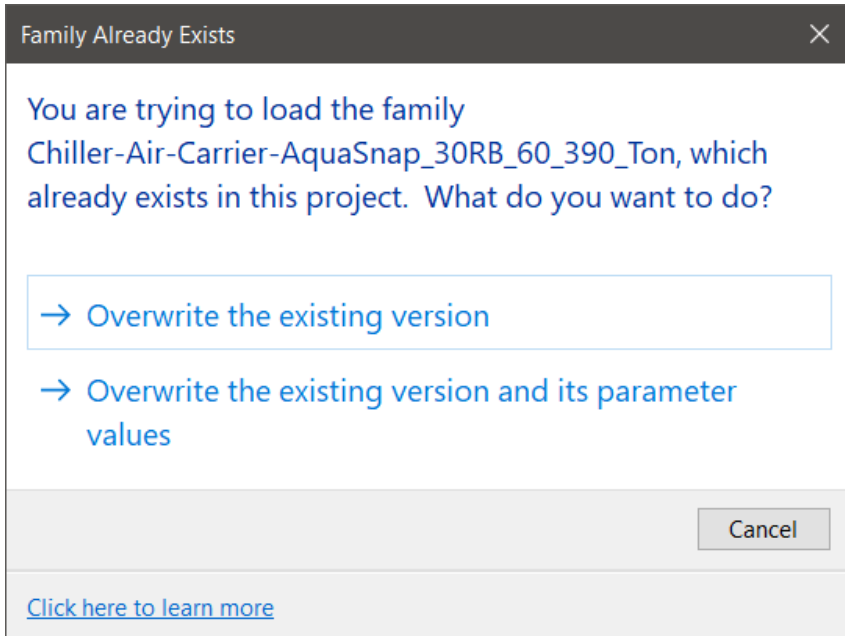 Family Already Exists
You are trying to load the family
Chiller-Air-Carrier-AquaSnap_30RB_60_390_Ton, which
already exists in this project.  What do you want to do?
→ Overwrite the existing version
→ Overwrite the existing version and its parameter
values
Cancel
Click here to learn more